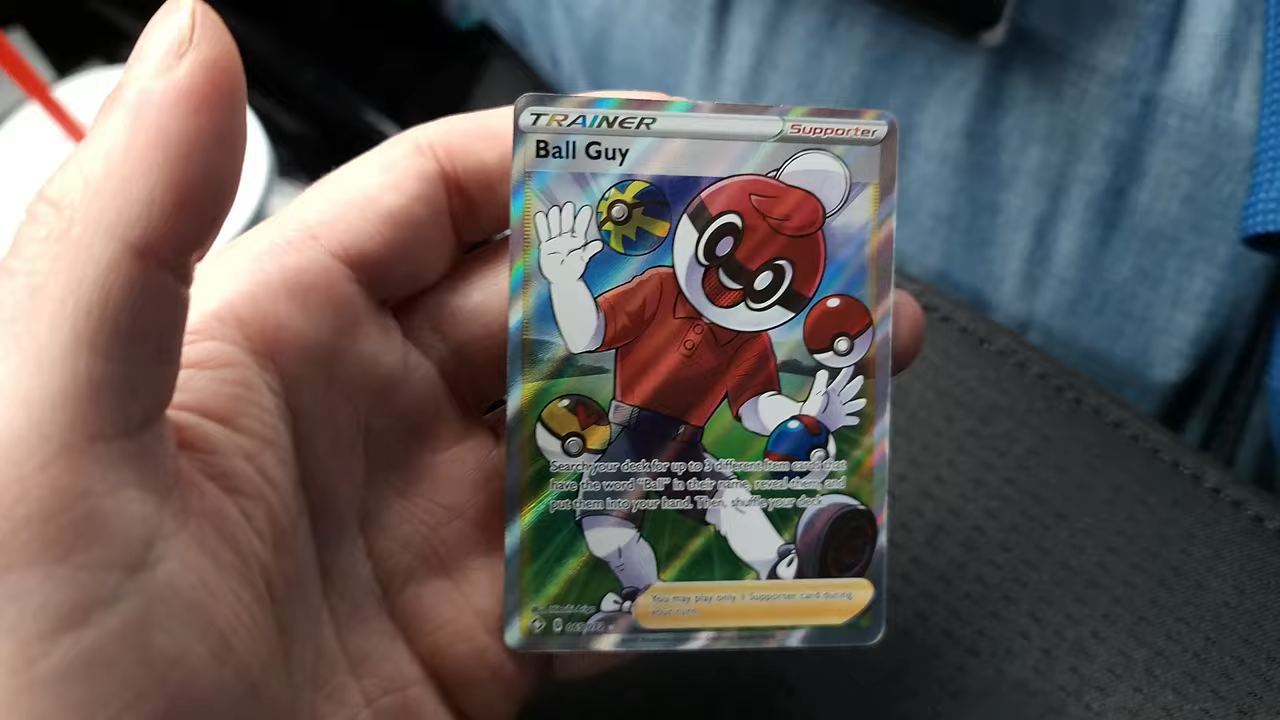 TRAINER
Supporter
Ball Guy
Search your deck for up to 3 different Item cards that
have the word "Ball" in their name, reveal them, and
put them into your hand. Then, shuffle your deck.
You may play only 1 Supporter card during
your turn.